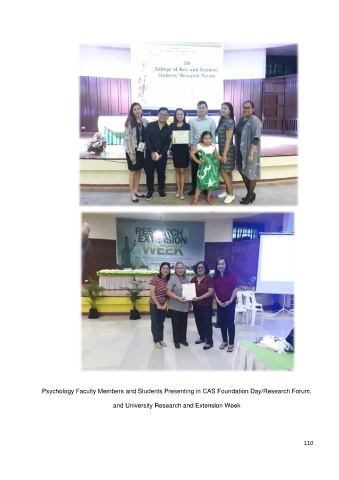 7th
College of Arts and Sciences
Students' Research Forum
RESEARCH
EXTENSION
WEEK
Psychology Faculty Members and Students Presenting in CAS Foundation Day/Research Forum,
and University Research and Extension Week
110